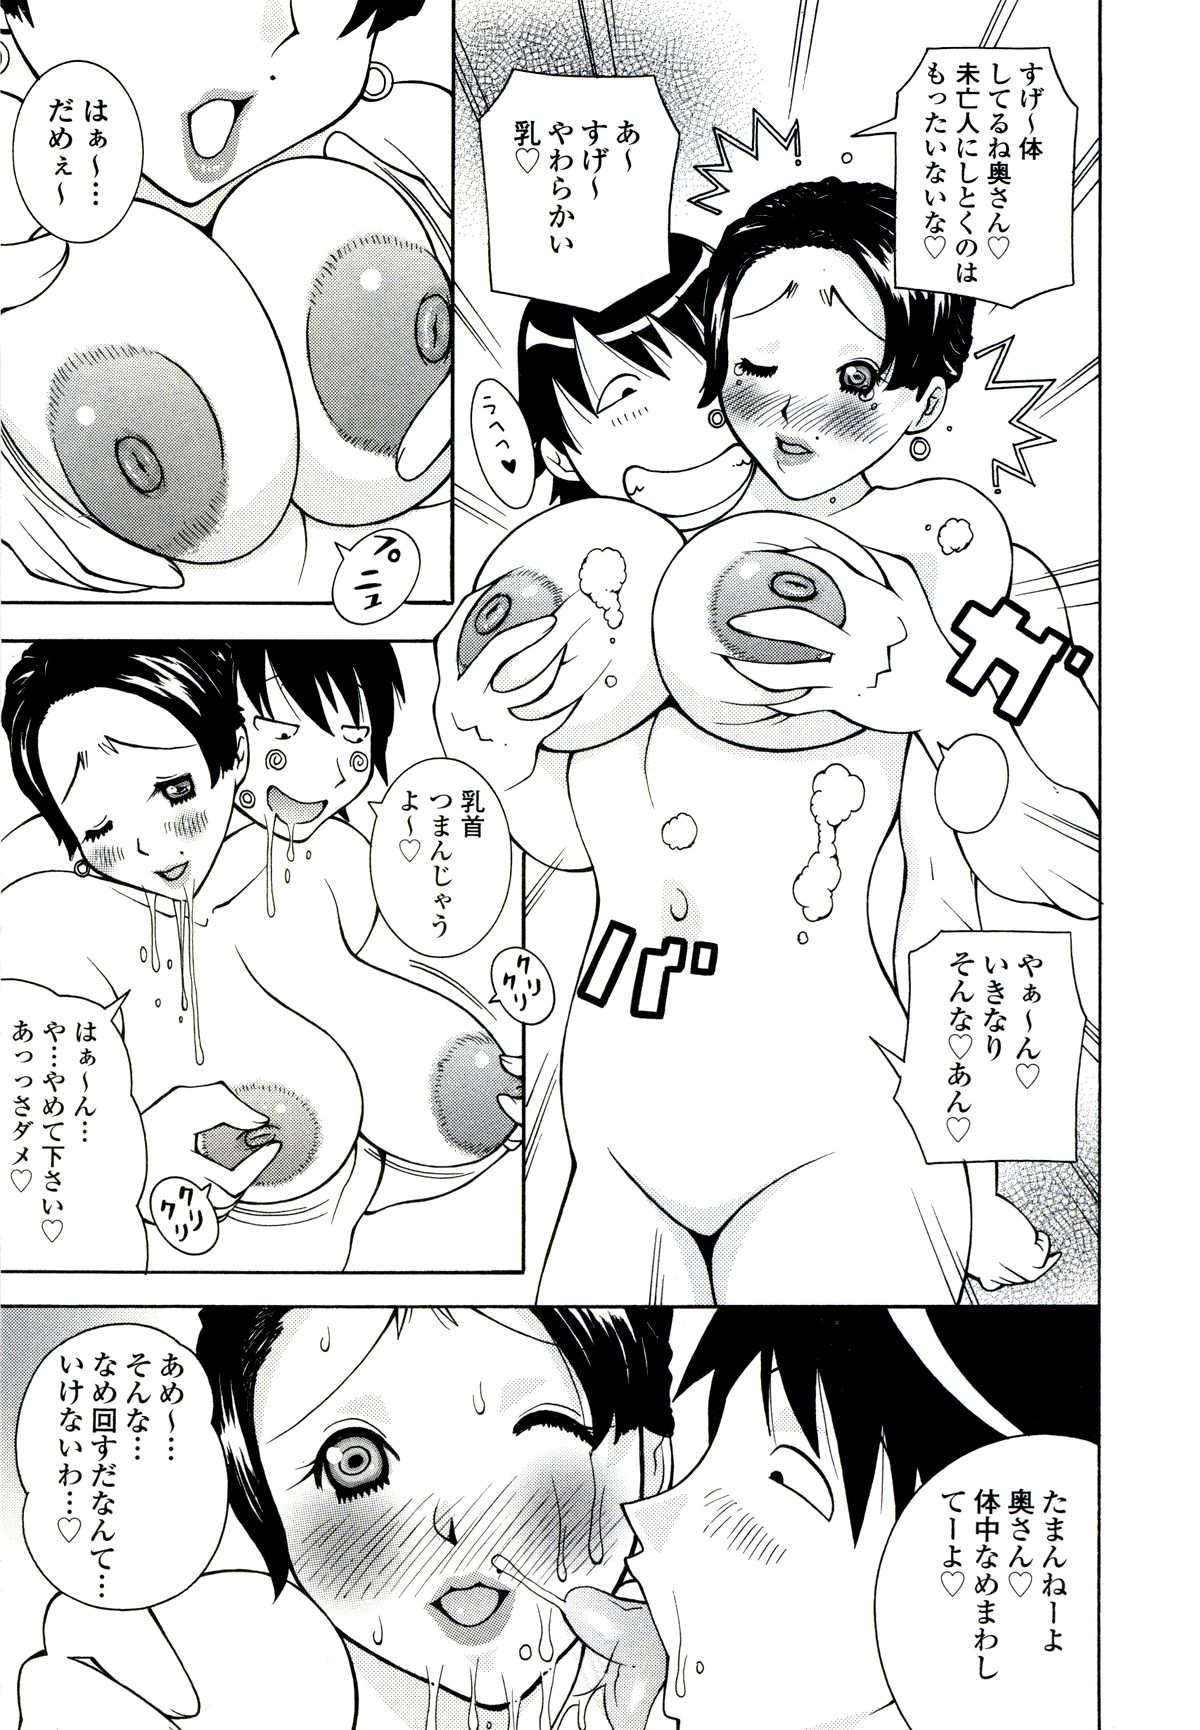 すげ〜体
してるね奥さん♡
未亡人にしとくのは
もったいないな♡
あ〜
すげ〜
やわらかい
乳♡
うへへ♥
ガバ
やぁ〜ん♡
いきなり
そんな♡あん♡
はぁ〜…
だめぇ〜
プニュ
乳首
つまんじゃう
よ〜♡
クリ
クリ
クリ
クリ
はぁ〜ん…
や…やめて下さい♡
あっっさダメ♡
たまんねーよ
奥さん♡
体中なめまわし
てーよ♡
あめ〜…
そんな…
なめ回すだなんて…
いけないわ…♡